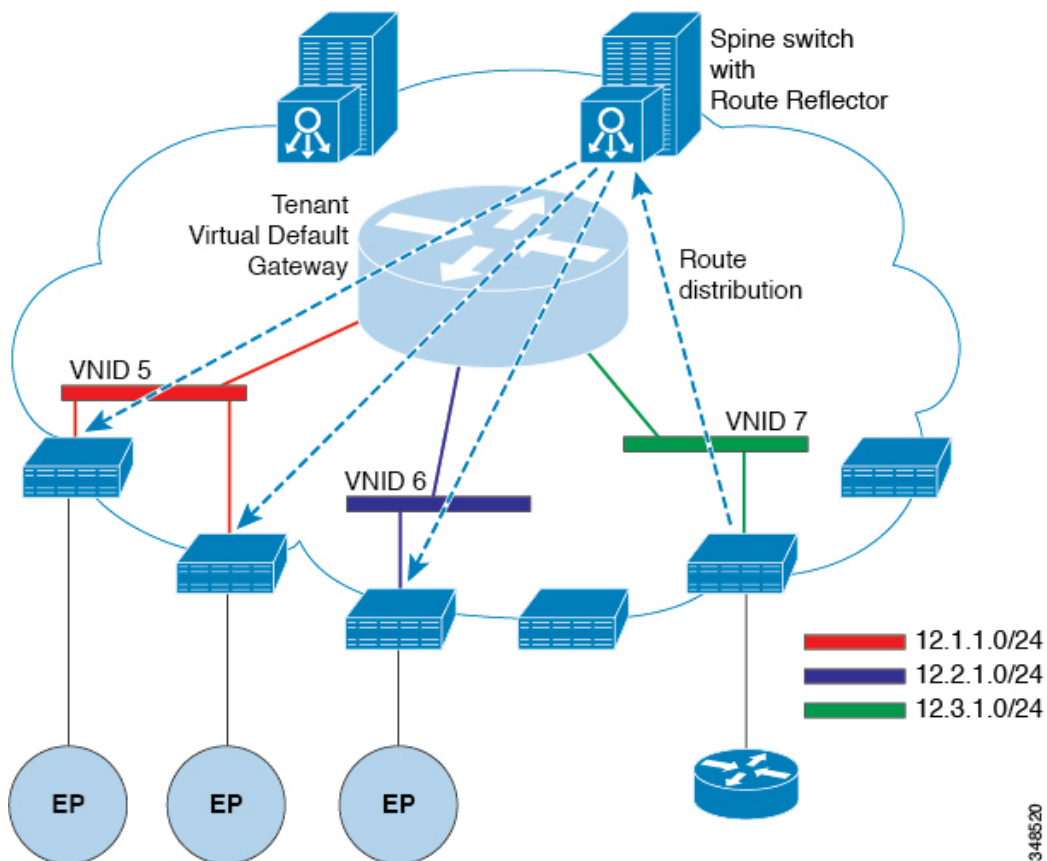 Spine switch
with
Route Reflector
Tenant
Virtual Default
Gateway
Route
distribution
VNID 5
VNID 7
VNID 6
12.1.1.0/24
12.2.1.0/24
12.3.1.0/24
EP
EP
EP
348520